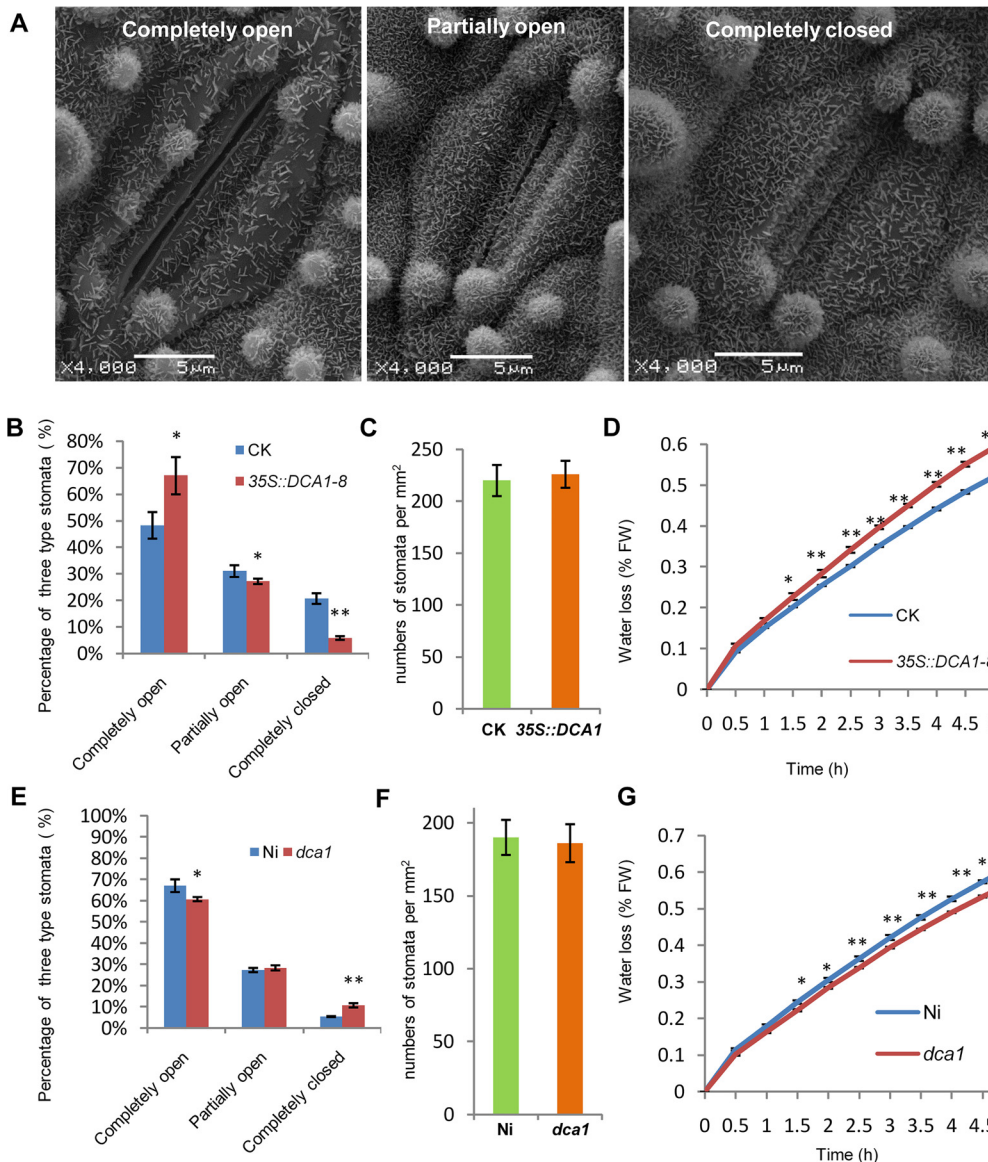 A
Completely open
Partially open
Completely closed
X4,000 5μm
X4,000 5μm
X4,000 5μm
B
Percentage of three type stomata ( %)
80%
70%
60%
50%
40%
30%
20%
10%
0%
*
*
**
CK
35S::DCA1-8
Completely open
Partially open
Completely closed
C
numbers of stomata per mm²
250
200
150
100
50
0
CK 35S::DCA1
D
Water loss (% FW)
0.6
0.5
0.4
0.3
0.2
0.1
0
* ** ** ** ** ** ** *
CK
35S::DCA1-8
0 0.5 1 1.5 2 2.5 3 3.5 4 4.5
Time (h)
E
Percentage of three type stomata ( %)
100%
90%
80%
70%
60%
50%
40%
30%
20%
10%
0%
Ni dca1
*
**
Completely open
Partially open
Completely closed
F
numbers of stomata per mm²
200
150
100
50
0
Ni dca1
G
Water loss (% FW)
0.7
0.6
0.5
0.4
0.3
0.2
0.1
0
* * ** ** ** ** *
Ni
dca1
0 0.5 1 1.5 2 2.5 3 3.5 4 4.5
Time (h)